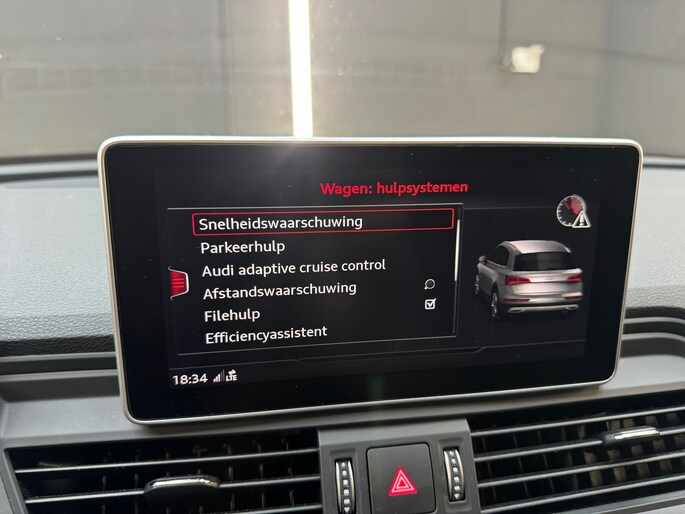 Wagen: hulpsystemen
Snelheidswaarschuwing
Parkeerhulp
Audi adaptive cruise control
Afstandswaarschuwing
Filehulp
Efficiencyassistent
18:34 LTE